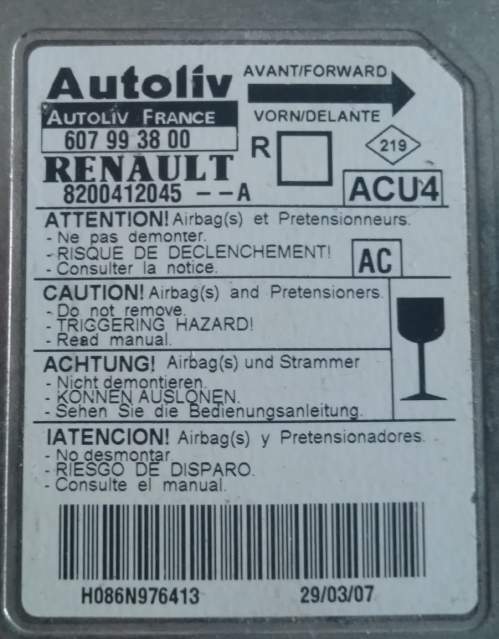 Autoliv
AVANT/FORWARD
AUTOLIV FRANCE
VORN/DELANTE
607 99 38 00
R
219
RENAULT
8200412045 --A
ACU4
ATTENTION! Airbag(s) et Pretensionneurs.
- Ne pas demonter.
- RISQUE DE DECLENCHEMENT!
- Consulter la notice.
AC
CAUTION! Airbag(s) and Pretensioners.
- Do not remove.
- TRIGGERING HAZARD!
- Read manual.
ACHTUNG! Airbag(s) und Strammer
- Nicht demontieren.
- KONNEN AUSLONEN.
- Sehen Sie die Bedienungsanleitung.
IATENCION! Airbag(s) y Pretensionadores.
- No desmontar.
- RIESGO DE DISPARO.
- Consulte el manual.
H086N976413
29/03/07